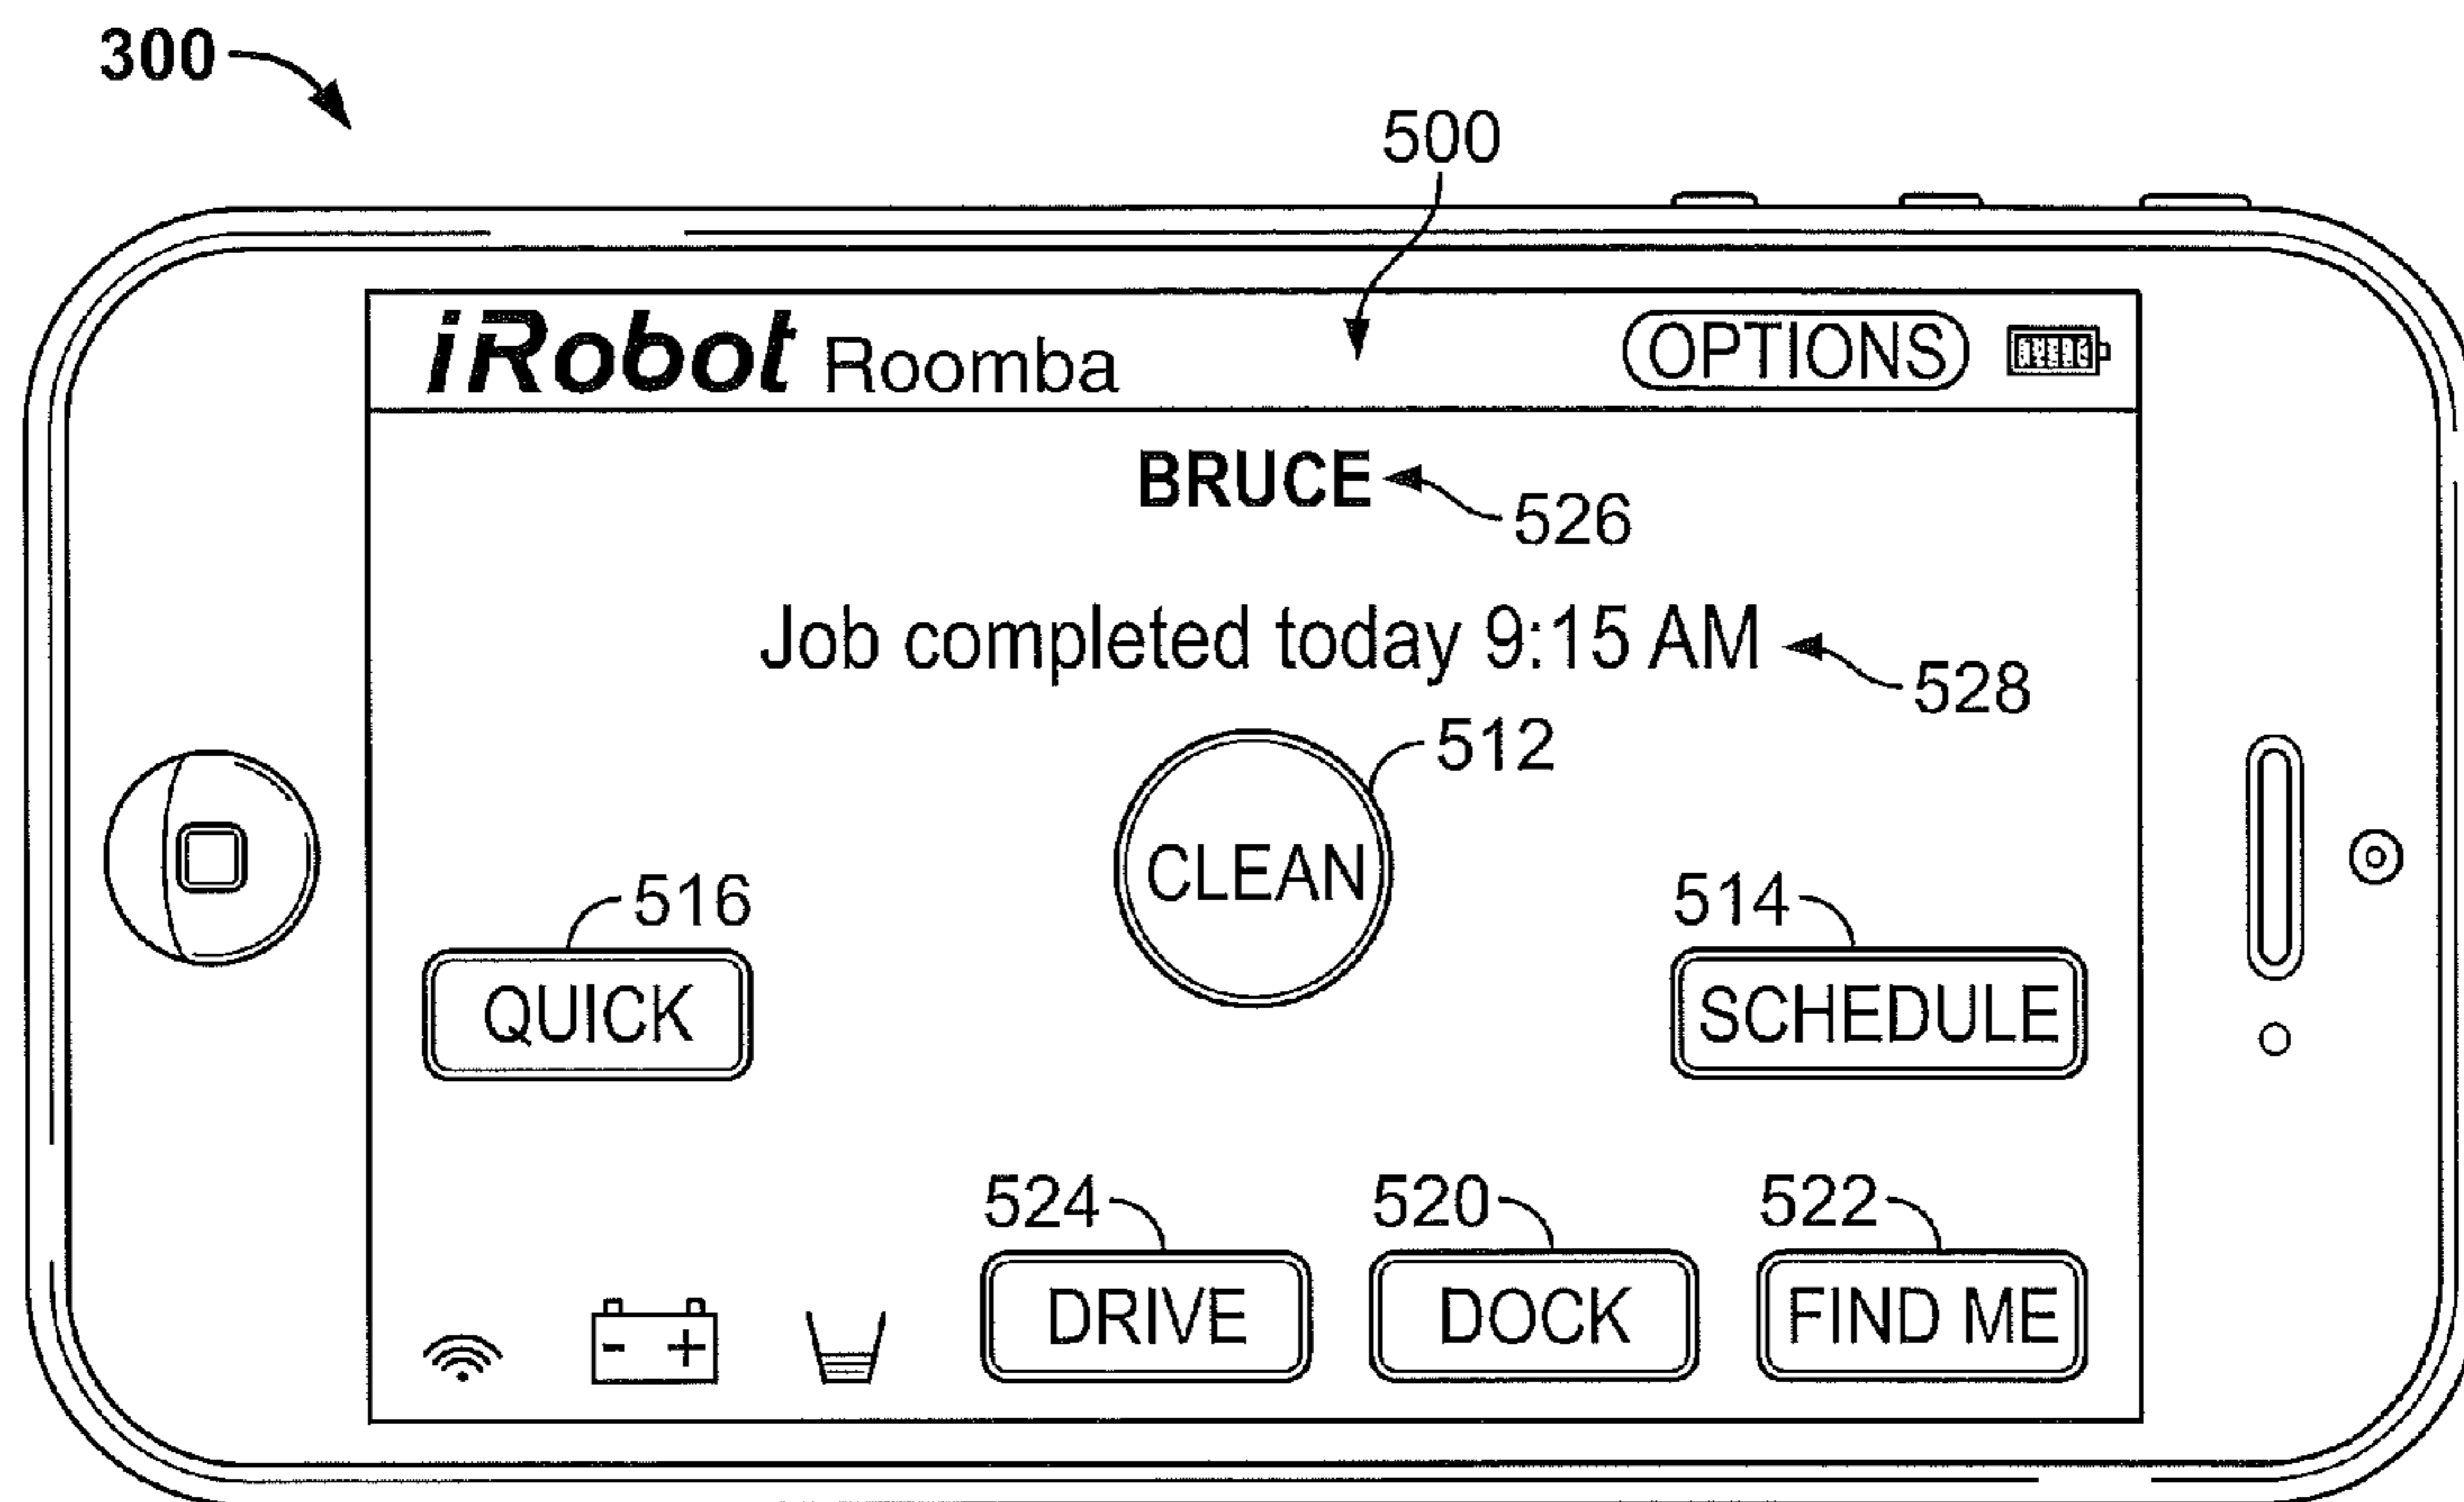 300
500
iRobot Roomba OPTIONS
BRUCE
526
Job completed today 9:15 AM
528
512
CLEAN
516
514
QUICK
SCHEDULE
524 520 522
DRIVE DOCK FIND ME
- +